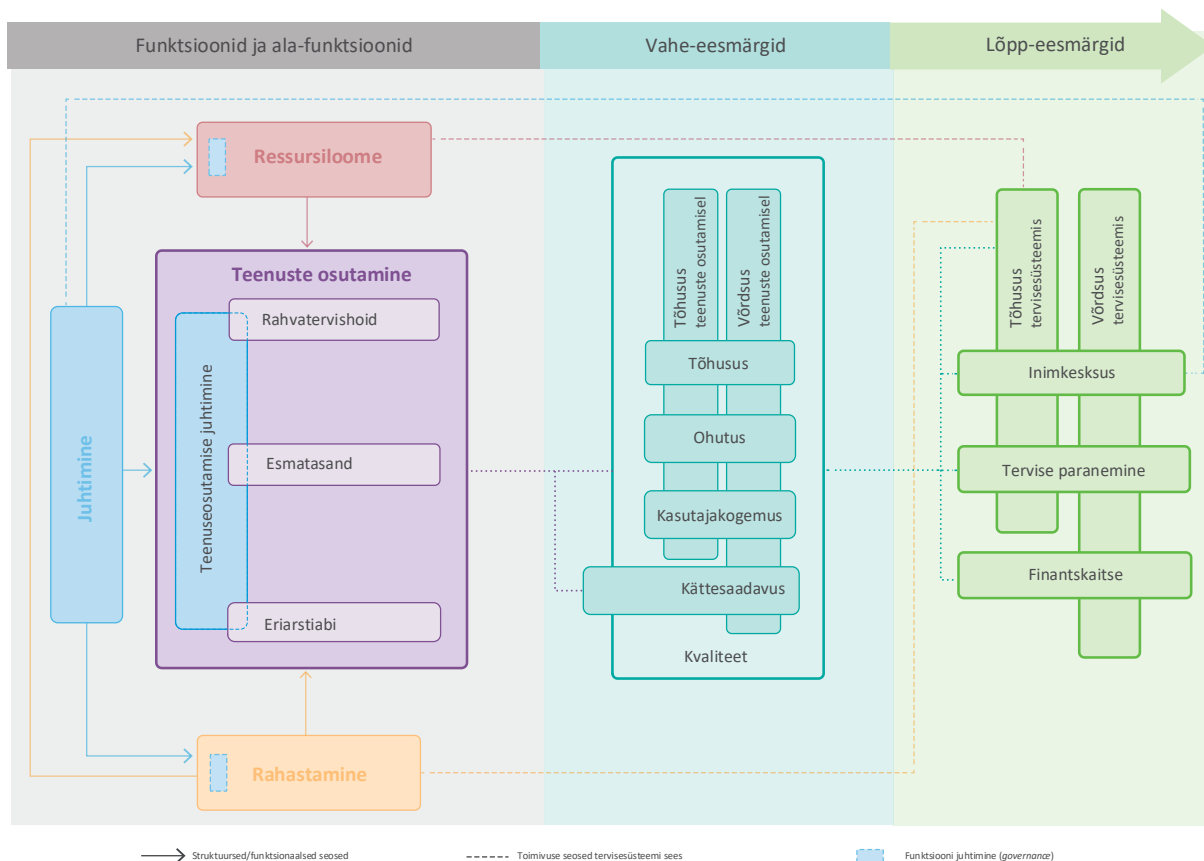 Funktsioonid ja ala-funktsioonid
Vahe-eesmärgid
Lõpp-eesmärgid
Ressursiloome
Teenuste osutamine
Rahvatervishoid
Esmatasand
Eriarstiabi
Teenuseosutamise juhtimine
Juhtimine
Rahastamine
Tõhusus
teenuste osutamisel
Võrdsus
teenuste osutamisel
Tõhusus
Ohutus
Kasutajakogemus
Kättesaadavus
Kvaliteet
Tõhusus
tervisesüsteemis
Võrdsus
tervisesüsteemis
Inimkesksus
Tervise paranemine
Finantskaitse
Struktuursed/funktsionaalsed seosed
Toimivuse seosed tervisesüsteemi sees
Funktsiooni juhtimine (governance)